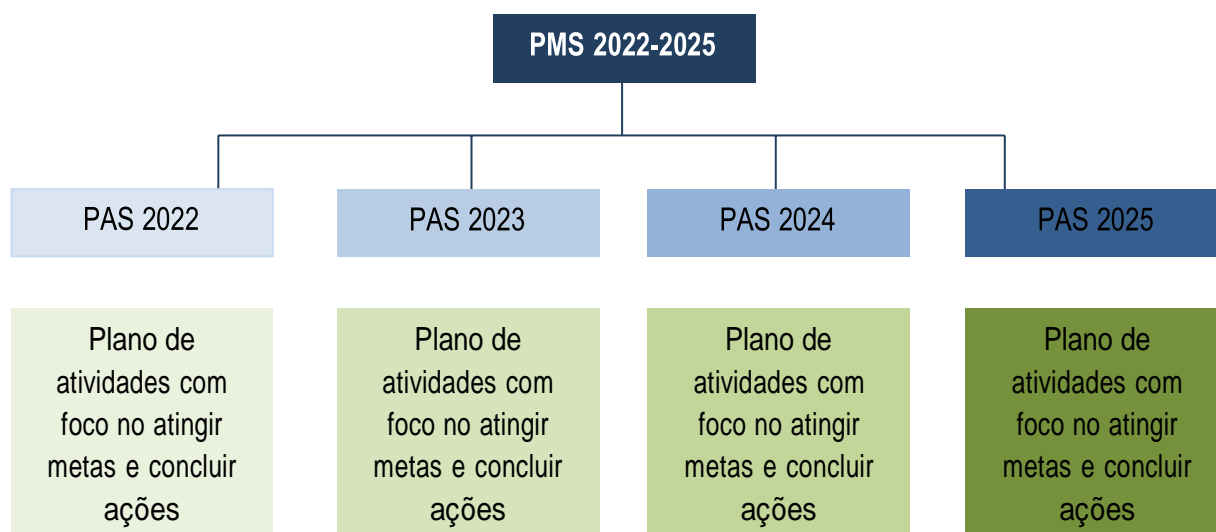 PMS 2022-2025
PAS 2022
PAS 2023
PAS 2024
PAS 2025
Plano de
atividades com
foco no atingir
metas e concluir
ações
Plano de
atividades com
foco no atingir
metas e concluir
ações
Plano de
atividades com
foco no atingir
metas e concluir
ações
Plano de
atividades com
foco no atingir
metas e concluir
ações